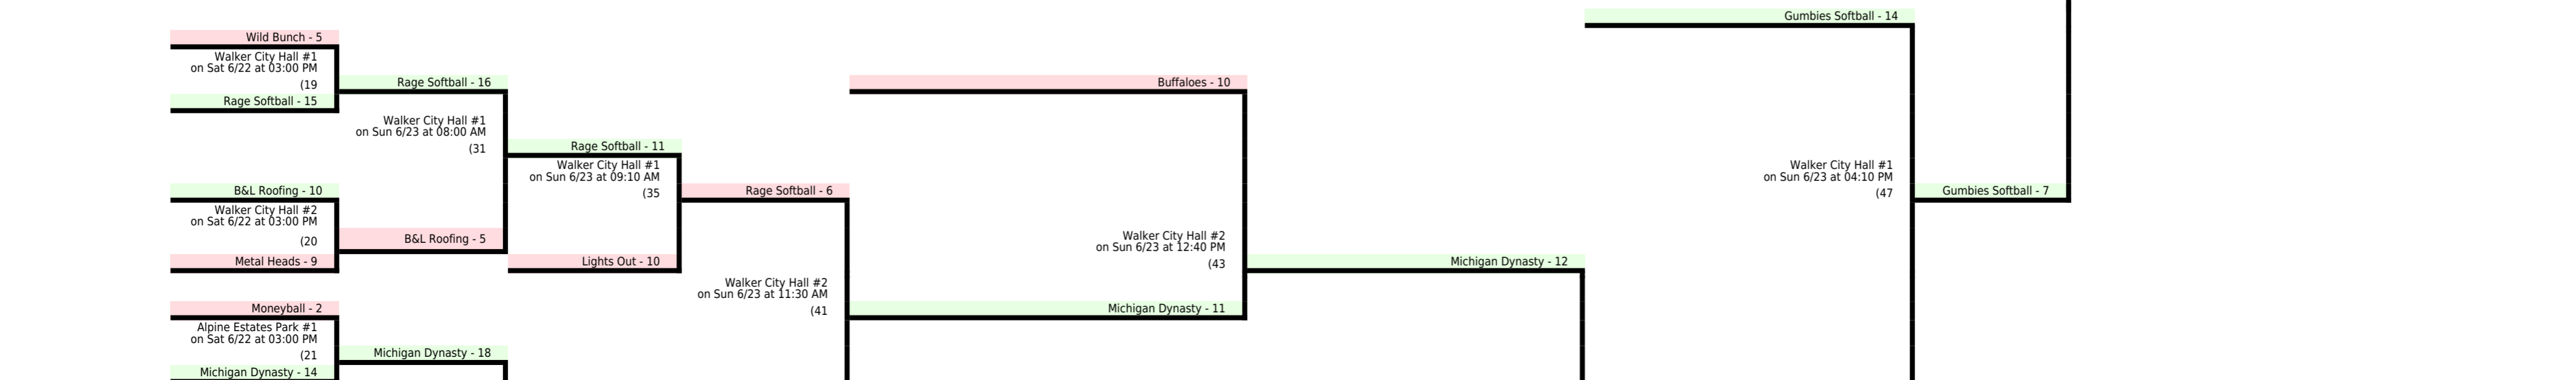 Gumbies Softball - 14
Wild Bunch - 5
Walker City Hall #1
on Sat 6/22 at 03:00 PM
(19
Rage Softball - 15
Rage Softball - 16
Walker City Hall #1
on Sun 6/23 at 08:00 AM
(31
B&L Roofing - 10
Walker City Hall #2
on Sat 6/22 at 03:00 PM
(20
Metal Heads - 9
B&L Roofing - 5
Rage Softball - 11
Walker City Hall #1
on Sun 6/23 at 09:10 AM
(35
Lights Out - 10
Rage Softball - 6
Walker City Hall #2
on Sun 6/23 at 11:30 AM
(41
Buffaloes - 10
Walker City Hall #2
on Sun 6/23 at 12:40 PM
(43
Michigan Dynasty - 11
Michigan Dynasty - 12
Walker City Hall #1
on Sun 6/23 at 04:10 PM
(47
Gumbies Softball - 7
Moneyball - 2
Alpine Estates Park #1
on Sat 6/22 at 03:00 PM
(21
Michigan Dynasty - 14
Michigan Dynasty - 18